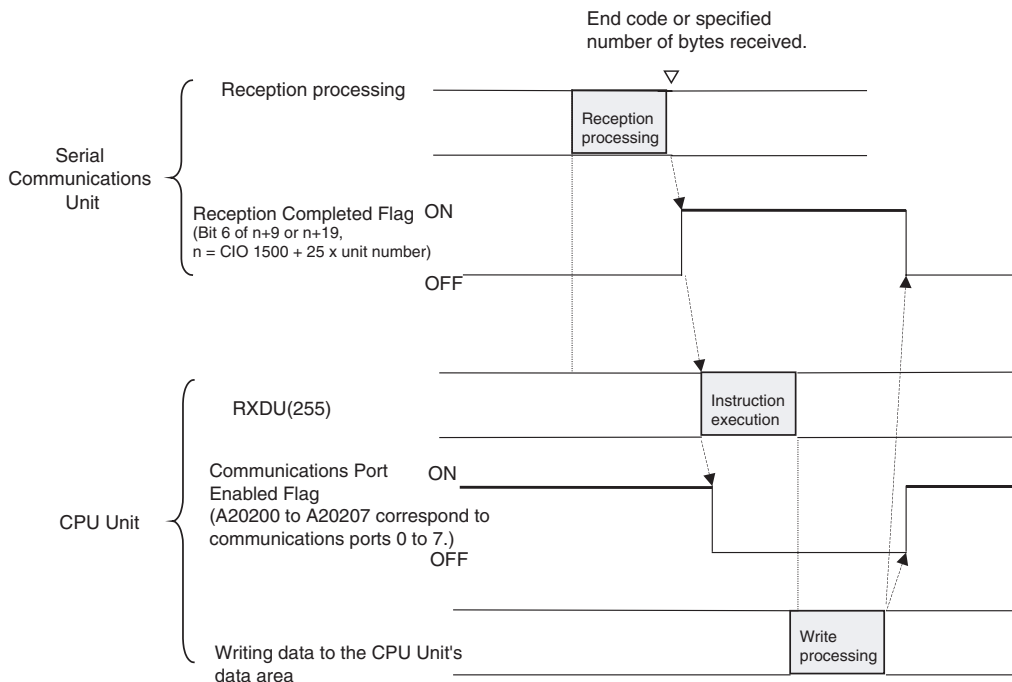 End code or specified
number of bytes received.
Reception processing
Reception
processing
Serial
Communications
Unit
Reception Completed Flag
ON
(Bit 6 of n+9 or n+19,
n = CIO 1500 + 25 x unit number)
OFF
RXDU(255)
Instruction
execution
Communications Port
ON
Enabled Flag
(A20200 to A20207 correspond to
communications ports 0 to 7.)
OFF
CPU Unit
Write
processing
Writing data to the CPU Unit's
data area